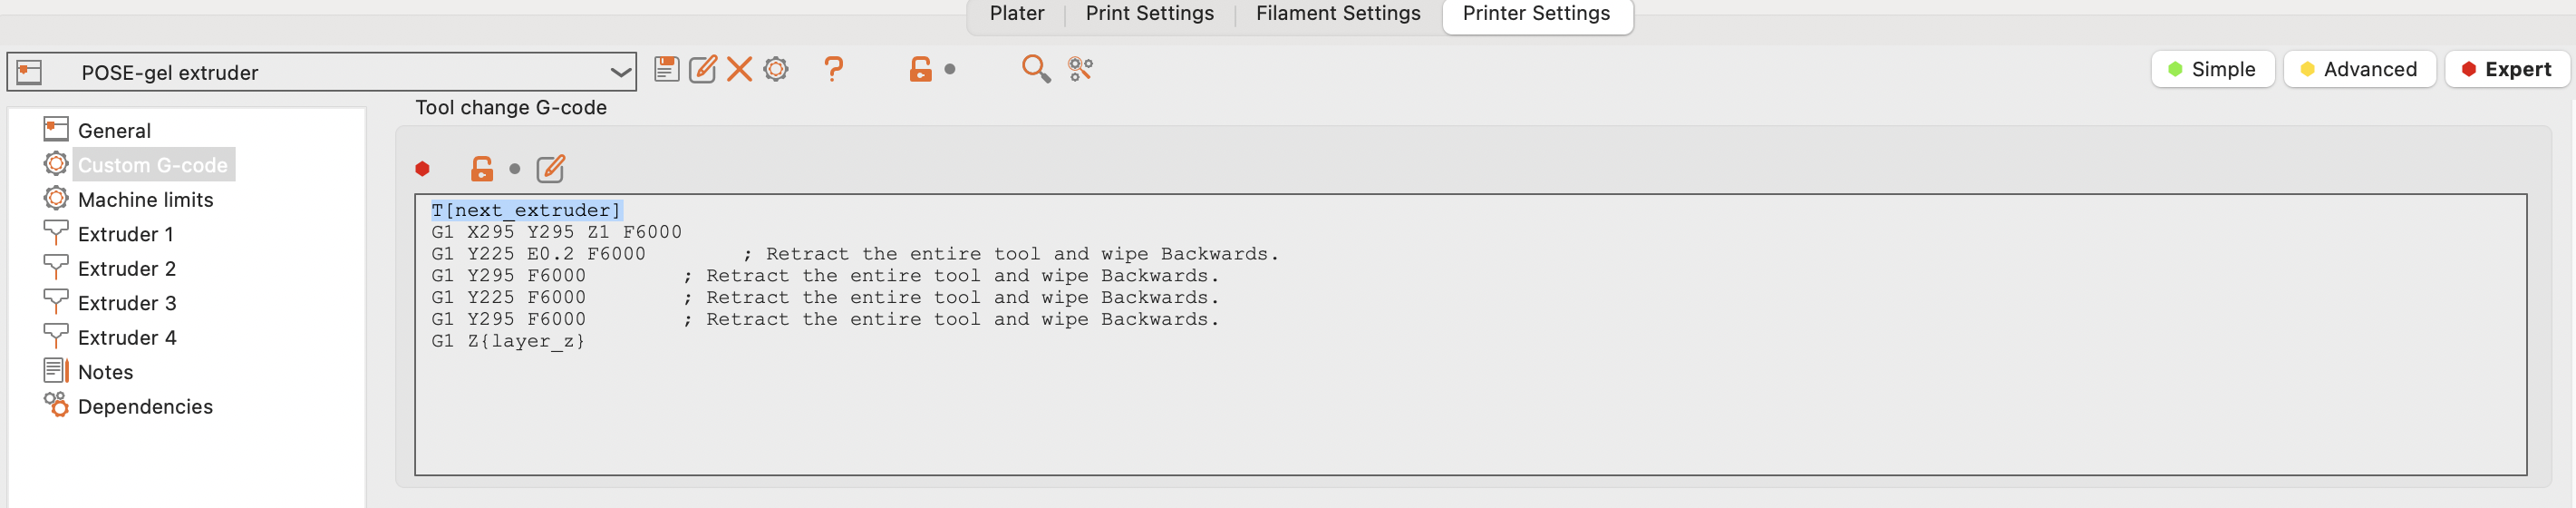 Plater
Print Settings
Filament Settings
Printer Settings
POSE-gel extruder
?
Simple
Advanced
Expert
General
Custom G-code
Machine limits
Extruder 1
Extruder 2
Extruder 3
Extruder 4
Notes
Dependencies
Tool change G-code
T[next_extruder]
G1 X295 Y295 Z1 F6000
G1 Y225 E0.2 F6000        ; Retract the entire tool and wipe Backwards.
G1 Y295 F6000        ; Retract the entire tool and wipe Backwards.
G1 Y225 F6000        ; Retract the entire tool and wipe Backwards.
G1 Y295 F6000        ; Retract the entire tool and wipe Backwards.
G1 Z{layer_z}